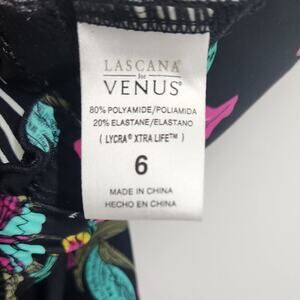 LASCANA®
for
VENUS®
80% POLYAMIDE/POLIAMIDA
20% ELASTANE/ELASTANO
( LYCRA® XTRA LIFE™ )
6
MADE IN CHINA
HECHO EN CHINA